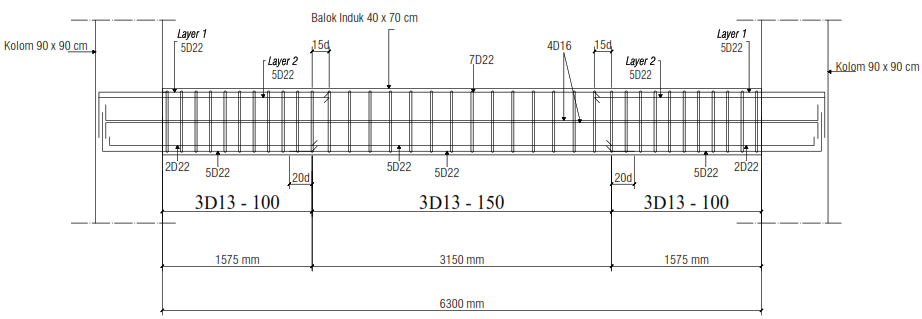 Balok Induk 40 x 70 cm
Layer 1
5D22
Layer 1
5D22
Kolom 90 x 90 cm
15d
4D16
15d
Layer 2
5D22
7D22
Layer 2
5D22
Kolom 90 x 90 cm
2D22
5D22
5D22
5D22
5D22
2D22
20d
20d
3D13 - 100
3D13 - 150
3D13 - 100
1575 mm
3150 mm
1575 mm
6300 mm